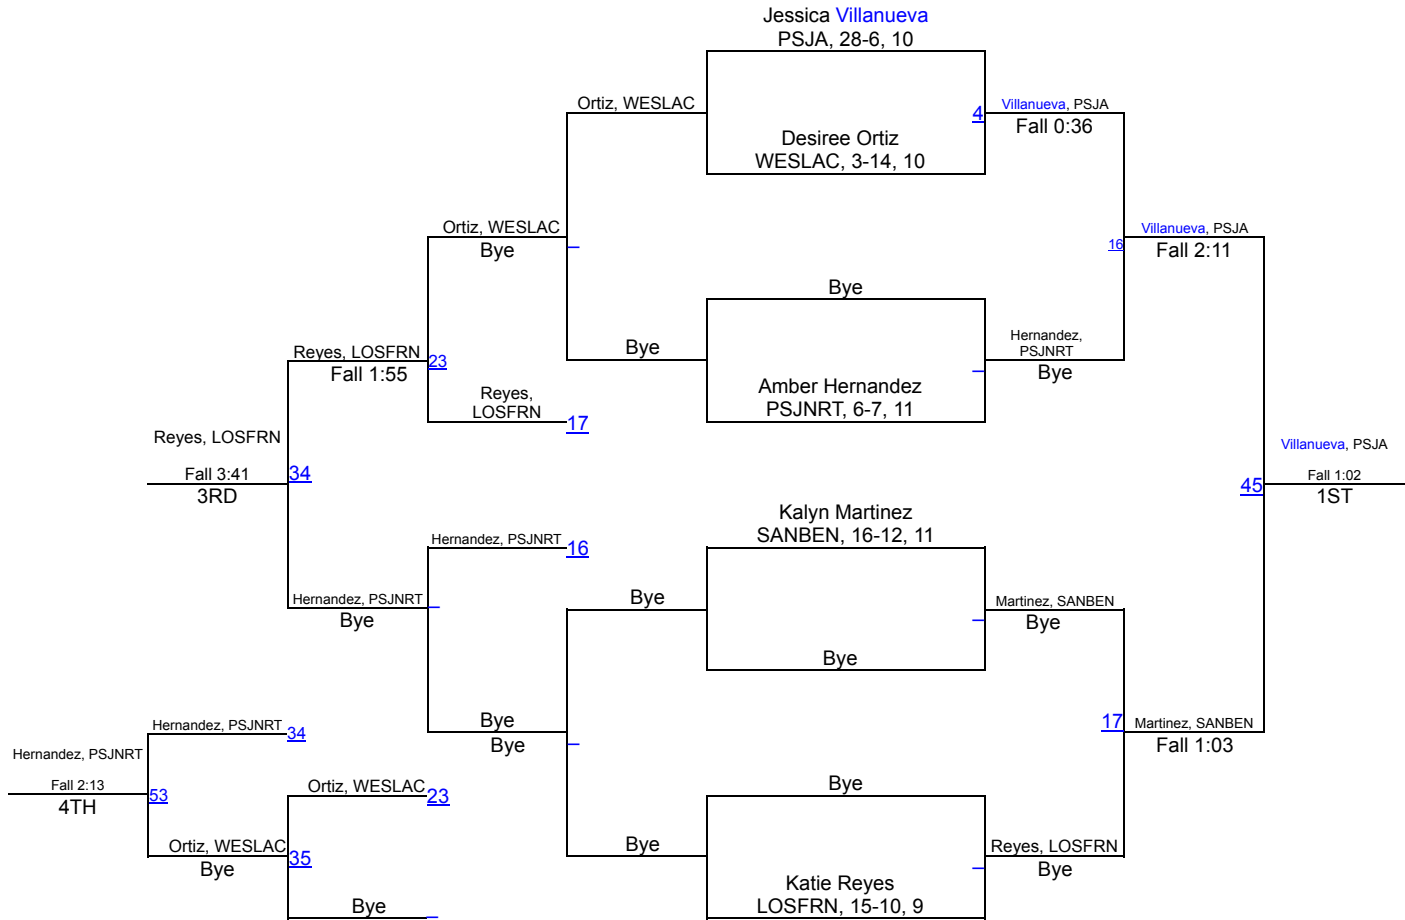 Jessica Villanueva
PSJA, 28-6, 10
Ortiz, WESLAC
4
Villanueva, PSJA
Fall 0:36
Desiree Ortiz
WESLAC, 3-14, 10
Ortiz, WESLAC
Bye
16
Villanueva, PSJA
Fall 2:11
Bye
Bye
Hernandez,
PSJNRT
Bye
Reyes, LOSFRN
Fall 1:55
23
Amber Hernandez
PSJNRT, 6-7, 11
Reyes,
LOSFRN
17
Reyes, LOSFRN
Fall 3:41
3RD
34
Villanueva, PSJA
Fall 1:02
1ST
45
Kalyn Martinez
SANBEN, 16-12, 11
Hernandez, PSJNRT
16
Hernandez, PSJNRT
Bye
Bye
Martinez, SANBEN
Bye
Bye
Bye
Bye
17
Martinez, SANBEN
Fall 1:03
Hernandez, PSJNRT
34
Hernandez, PSJNRT
Fall 2:13
4TH
53
Ortiz, WESLAC
23
Bye
Ortiz, WESLAC
Bye
35
Bye
Reyes, LOSFRN
Bye
Katie Reyes
LOSFRN, 15-10, 9
Bye